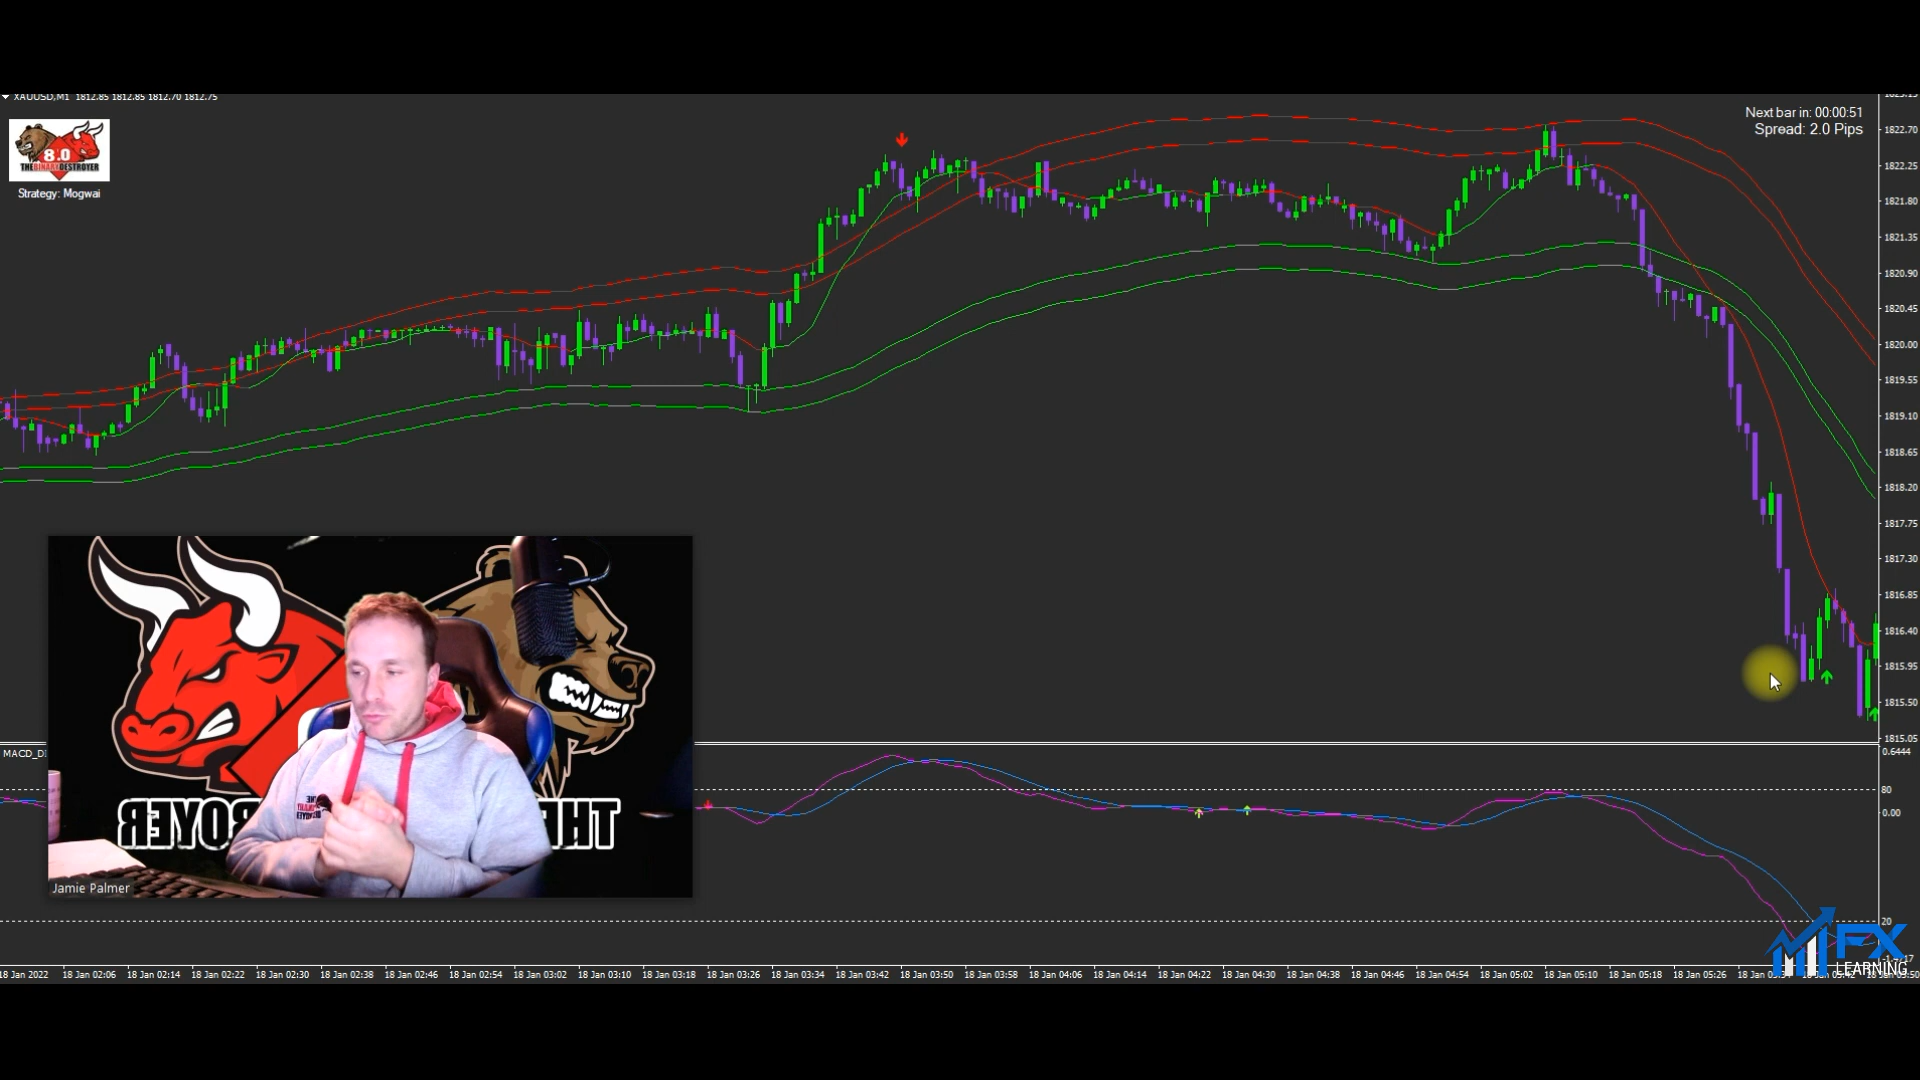 XAUUSD,M1 1812.85 1812.85 1812.70 1812.75
Next bar in: 00:00:51
Spread: 2.0 Pips
8.0
THE BINARY DESTROYER
Strategy: Mogwai
1822.70
1822.25
1821.80
1821.35
1820.90
1820.45
1820.00
1819.55
1819.10
1818.65
1818.20
1817.75
1817.30
1816.85
1816.40
1815.95
1815.50
1815.05
MACD_D
0.6444
80
0.00
20
THE
ROYER
Jamie Palmer
FX
LEARNING
18 Jan 2022
18 Jan 02:06
18 Jan 02:14
18 Jan 02:22
18 Jan 02:30
18 Jan 02:38
18 Jan 02:46
18 Jan 02:54
18 Jan 03:02
18 Jan 03:10
18 Jan 03:18
18 Jan 03:26
18 Jan 03:34
18 Jan 03:42
18 Jan 03:50
18 Jan 03:58
18 Jan 04:06
18 Jan 04:14
18 Jan 04:22
18 Jan 04:30
18 Jan 04:38
18 Jan 04:46
18 Jan 04:54
18 Jan 05:02
18 Jan 05:10
18 Jan 05:18
18 Jan 05:26